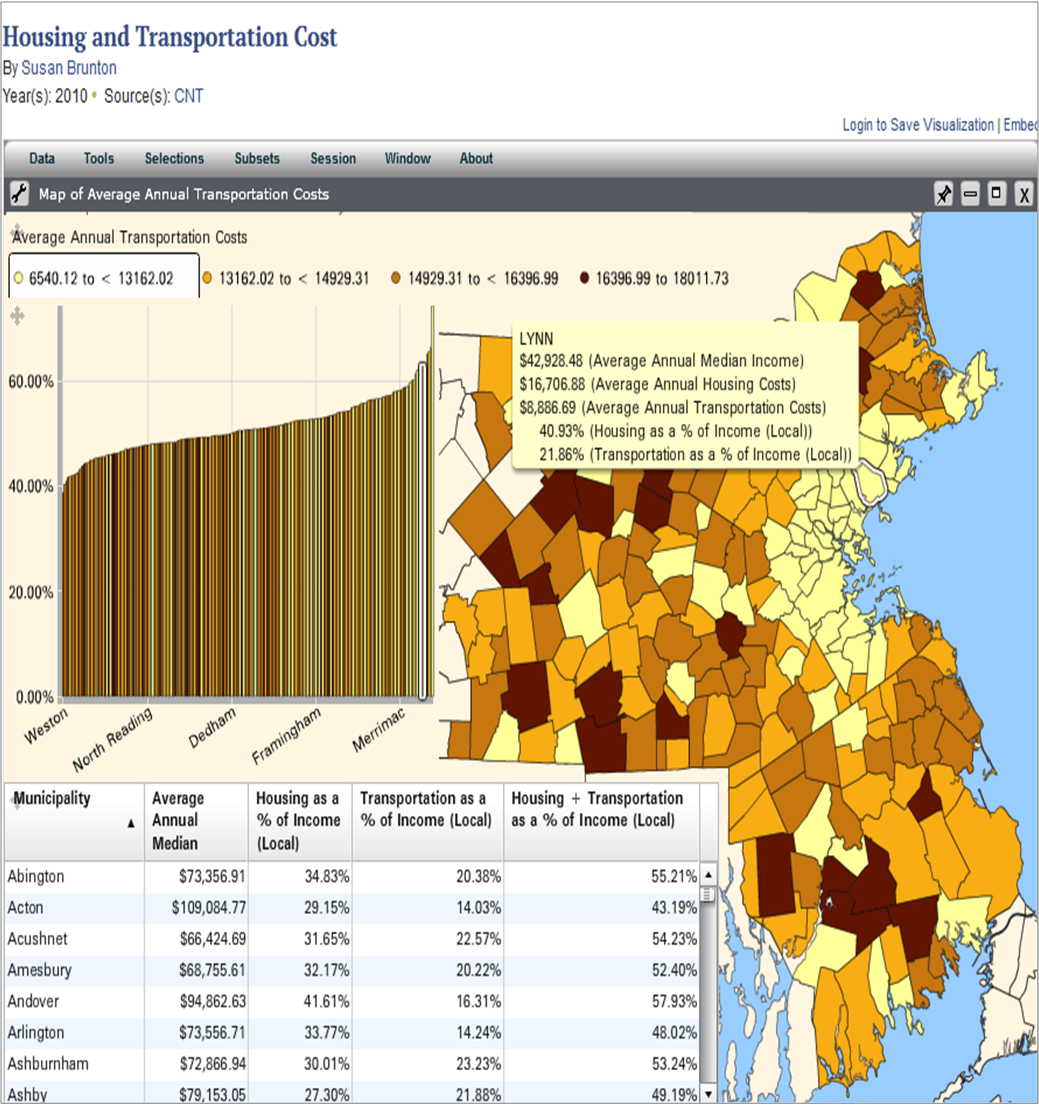 Housing and Transportation Cost
By Susan Brunton
Year(s): 2010 • Source(s): CNT
Login to Save Visualization | Embed
Data Tools Selections Subsets Session Window About
Map of Average Annual Transportation Costs
Average Annual Transportation Costs
6540.12 to < 13162.02 13162.02 to < 14929.31 14929.31 to < 16396.99 16396.99 to 18011.73
LYNN
$42,928.48 (Average Annual Median Income)
$16,706.88 (Average Annual Housing Costs)
$8,886.69 (Average Annual Transportation Costs)
40.93% (Housing as a % of Income (Local))
21.86% (Transportation as a % of Income (Local))
60.00%
40.00%
20.00%
0.00%
Weston North Reading Dedham Framingham Merrimac
Municipality Average Annual Median Housing as a % of Income (Local) Transportation as a % of Income (Local) Housing + Transportation as a % of Income (Local)
Abington $73,356.91 34.83% 20.38% 55.21%
Acton $109,084.77 29.15% 14.03% 43.19%
Acushnet $66,424.69 31.65% 22.57% 54.23%
Amesbury $68,755.61 32.17% 20.22% 52.40%
Andover $94,862.63 41.61% 16.31% 57.93%
Arlington $73,556.71 33.77% 14.24% 48.02%
Ashburnham $72,866.94 30.01% 23.23% 53.24%
Ashby $79,153.05 27.30% 21.88% 49.19%